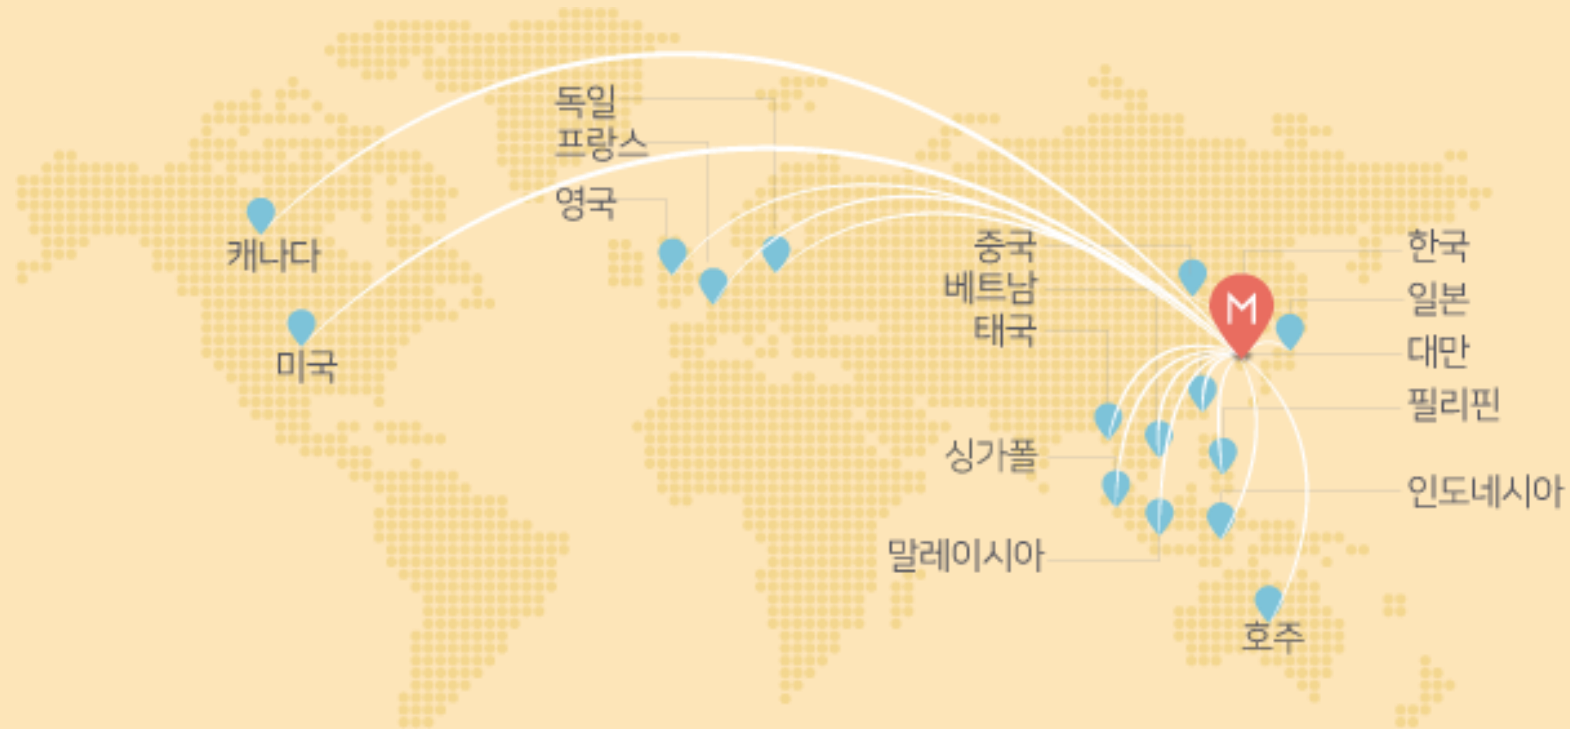 독일
프랑스
영국
캐나다
미국
중국
베트남
태국
싱가폴
말레이시아
M
한국
일본
대만
필리핀
인도네시아
호주